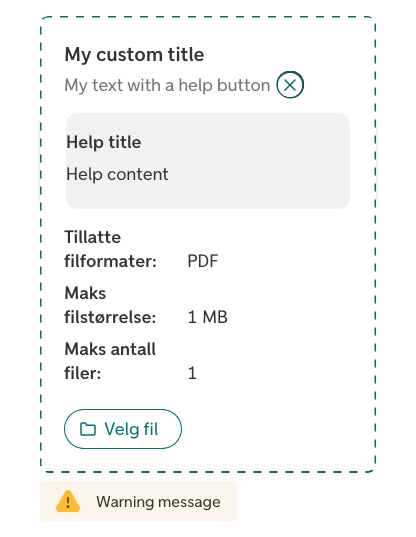 My custom title
My text with a help button
Help title
Help content
Tillatte
filformater: PDF
Maks
filstørrelse: 1 MB
Maks antall
filer: 1
Velg fil
Warning message